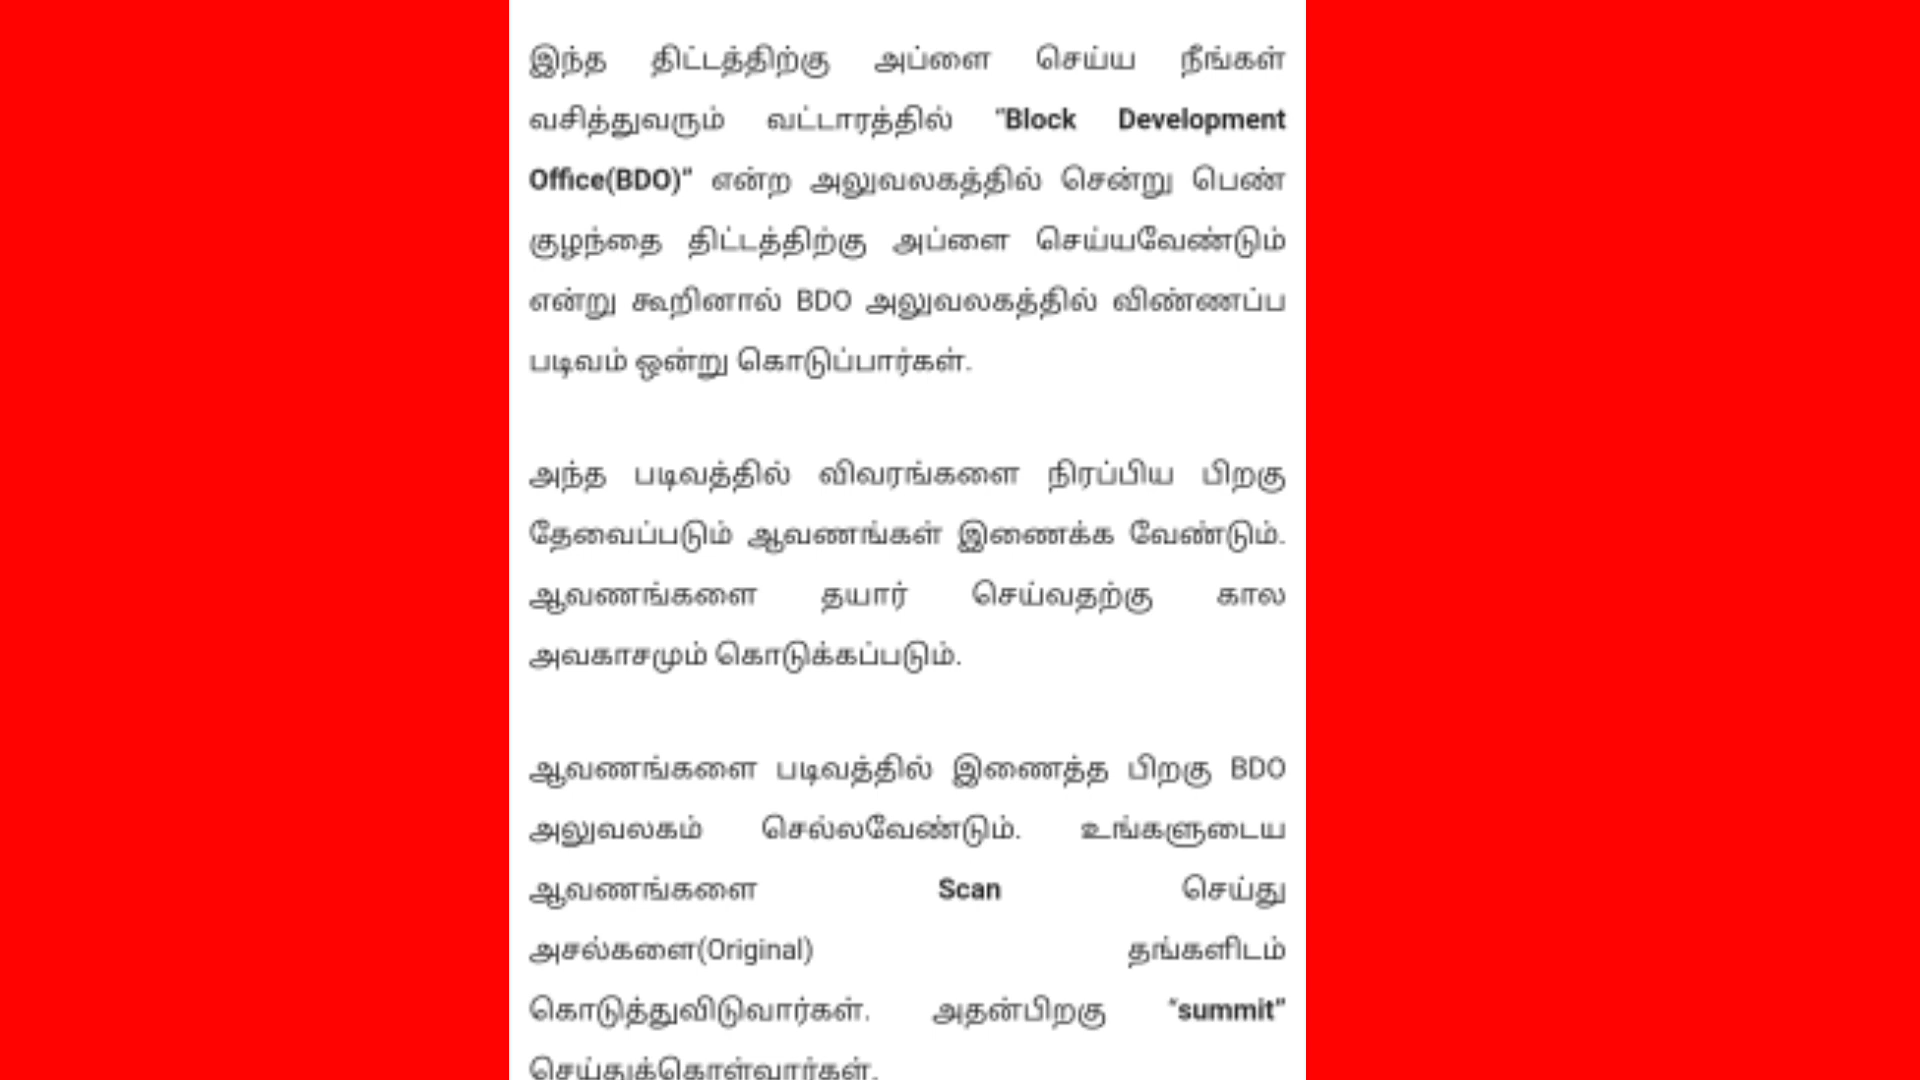 இந்த திட்டத்திற்கு அப்ளை செய்ய நீங்கள்
வசித்துவரும் வட்டாரத்தில் “Block Development
Office(BDO)” என்ற அலுவலகத்தில் சென்று பெண்
குழந்தை திட்டத்திற்கு அப்ளை செய்யவேண்டும்
என்று கூறினால் BDO அலுவலகத்தில் விண்ணப்ப
படிவம் ஒன்று கொடுப்பார்கள்.
அந்த படிவத்தில் விவரங்களை நிரப்பிய பிறகு
தேவைப்படும் ஆவணங்கள் இணைக்க வேண்டும்.
ஆவணங்களை தயார் செய்வதற்கு கால
அவகாசமும் கொடுக்கப்படும்.
ஆவணங்களை படிவத்தில் இணைத்த பிறகு BDO
அலுவலகம் செல்லவேண்டும். உங்களுடைய
ஆவணங்களை Scan செய்து
அசல்களை(Original) தங்களிடம்
கொடுத்துவிடுவார்கள். அதன்பிறகு “summit”
செய்துக்கொள்வார்கள்.